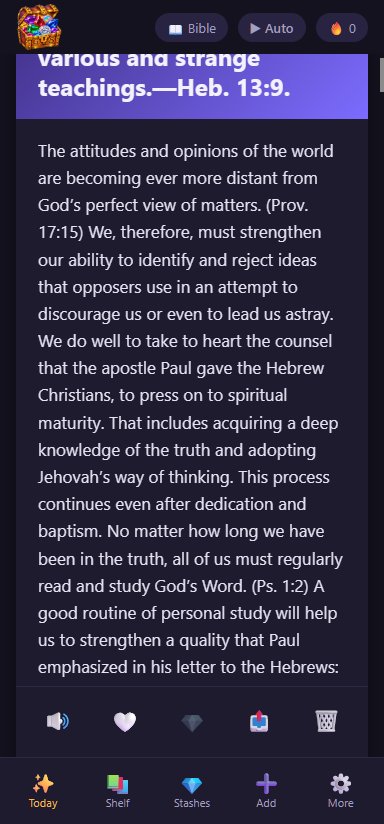 Bible
Auto
0
various and strange
teachings.—Heb. 13:9.
The attitudes and opinions of the world
are becoming ever more distant from
God’s perfect view of matters. (Prov.
17:15) We, therefore, must strengthen
our ability to identify and reject ideas
that opposers use in an attempt to
discourage us or even to lead us astray.
We do well to take to heart the counsel
that the apostle Paul gave the Hebrew
Christians, to press on to spiritual
maturity. That includes acquiring a deep
knowledge of the truth and adopting
Jehovah’s way of thinking. This process
continues even after dedication and
baptism. No matter how long we have
been in the truth, all of us must regularly
read and study God’s Word. (Ps. 1:2) A
good routine of personal study will help
us to strengthen a quality that Paul
emphasized in his letter to the Hebrews:
Today
Shelf
Stashes
Add
More